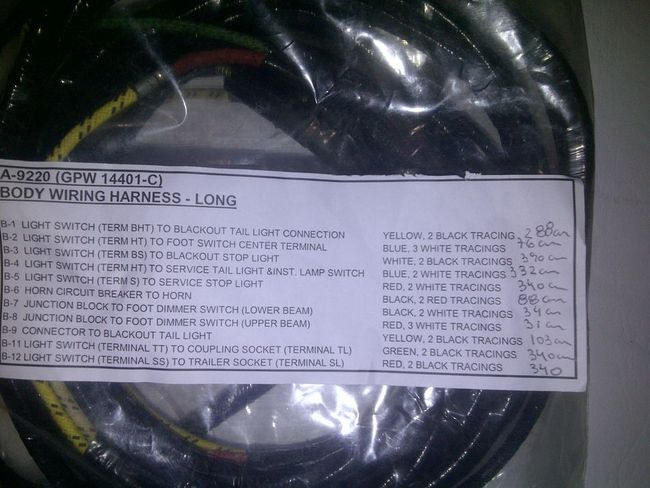 A-9220 (GPW 14401-C)
BODY WIRING HARNESS - LONG
B-1 LIGHT SWITCH (TERM BHT) TO BLACKOUT TAIL LIGHT CONNECTION YELLOW, 2 BLACK TRACING 288cm
B-2 LIGHT SWITCH (TERM HT) TO FOOT SWITCH CENTER TERMINAL BLUE, 3 WHITE TRACINGS 76cm
B-3 LIGHT SWITCH (TERM BS) TO BLACKOUT STOP LIGHT WHITE, 2 BLACK TRACINGS 390cm
B-4 LIGHT SWITCH (TERM HT) TO SERVICE TAIL LIGHT &INST. LAMP SWITCH BLUE, 2 WHITE TRACINGS 332cm
B-5 LIGHT SWITCH (TERM S) TO SERVICE STOP LIGHT RED, 2 WHITE TRACINGS 340cm
B-6 HORN CIRCUIT BREAKER TO HORN BLACK, 2 RED TRACINGS 88cm
B-7 JUNCTION BLOCK TO FOOT DIMMER SWITCH (LOWER BEAM) BLACK, 2 WHITE TRACINGS 34cm
B-8 JUNCTION BLOCK TO FOOT DIMMER SWITCH (UPPER BEAM) RED, 3 WHITE TRACINGS 31cm
B-9 CONNECTOR TO BLACKOUT TAIL LIGHT YELLOW, 2 BLACK TRACINGS 103cm
B-11 LIGHT SWITCH (TERMINAL TT) TO COUPLING SOCKET (TERMINAL TL) GREEN, 2 BLACK TRACINGS 340cm
B-12 LIGHT SWITCH (TERMINAL SS) TO TRAILER SOCKET (TERMINAL SL) RED, 2 BLACK TRACINGS 340